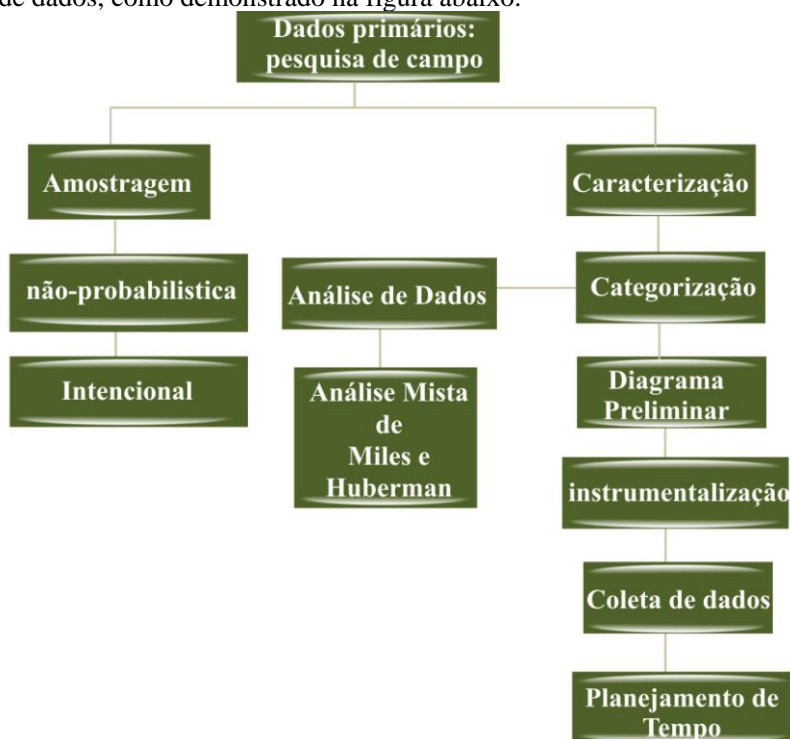 de dados, como demonstrado na figura abaixo.
Dados primários:
pesquisa de campo
Amostragem
não-probabilistica
Intencional
Caracterização
Categorização
Análise de Dados
Análise Mista
de
Miles e
Huberman
Diagrama
Preliminar
instrumentalização
Coleta de dados
Planejamento de
Tempo